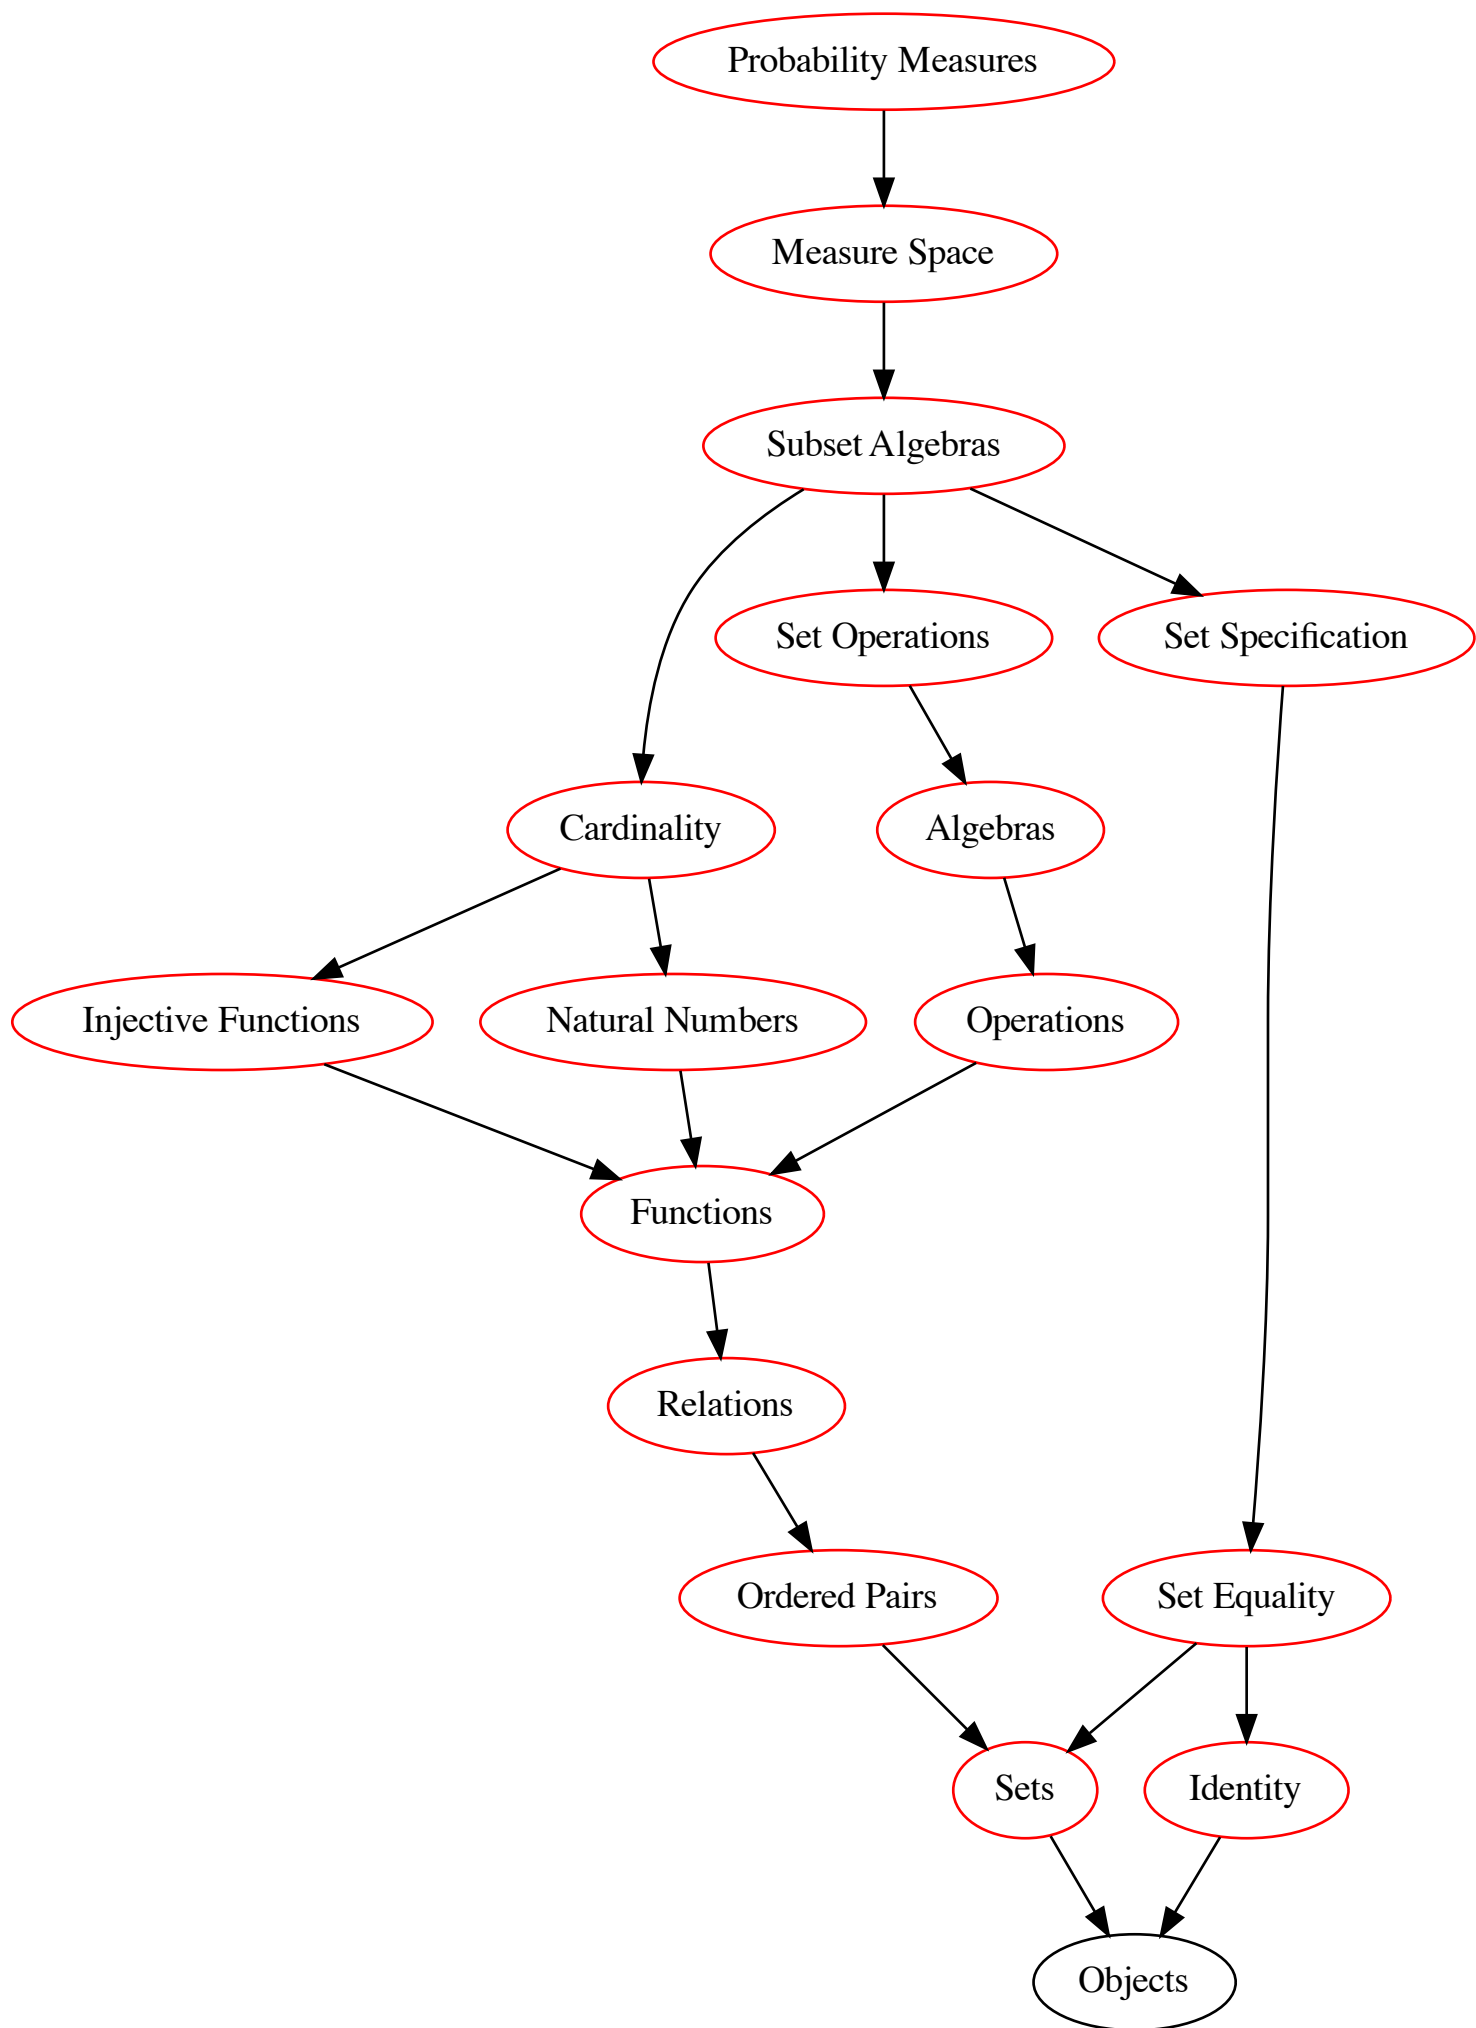 Probability Measures
Measure Space
Subset Algebras
Set Operations
Set Specification
Cardinality
Algebras
Injective Functions
Natural Numbers
Operations
Functions
Relations
Ordered Pairs
Set Equality
Sets
Identity
Objects